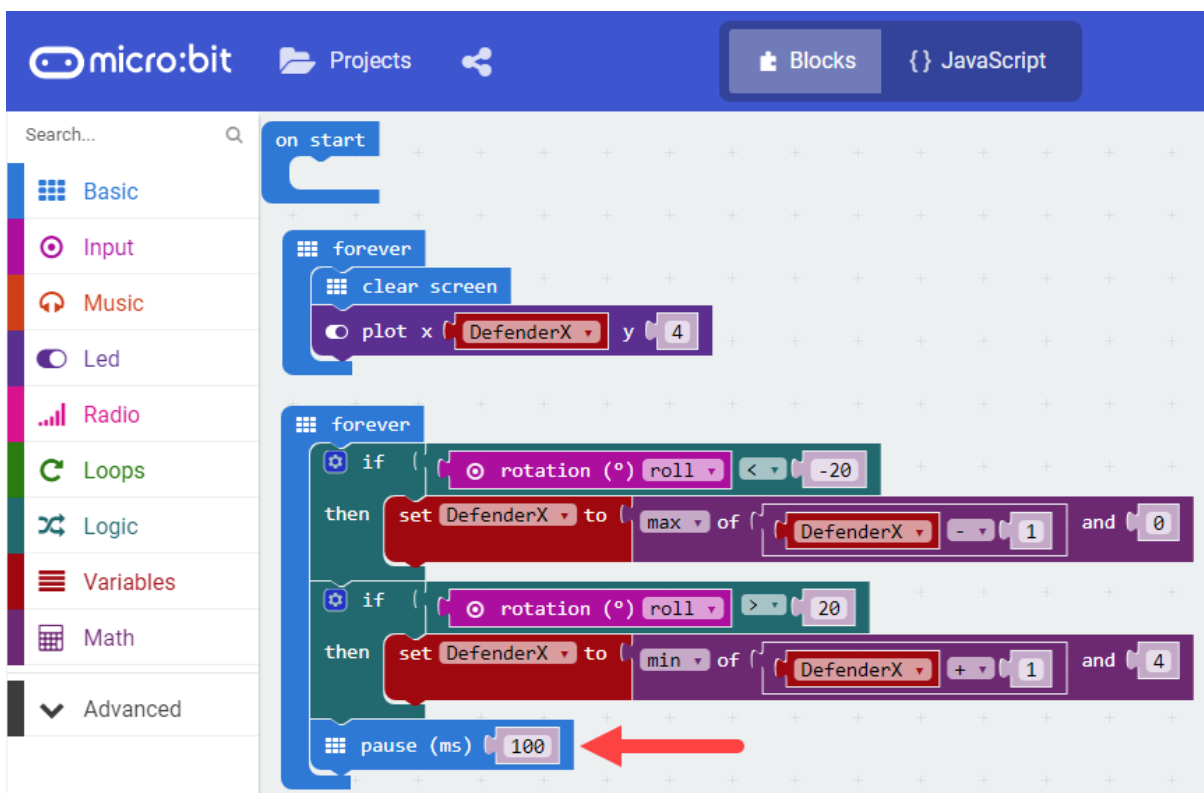 micro:bit Projects Blocks {} JavaScript
Search...
Basic
Input
Music
Led
Radio
Loops
Logic
Variables
Math
Advanced
on start
forever
clear screen
plot x DefenderX y 4
forever
if rotation (º) roll < -20
then set DefenderX to max of DefenderX - 1 and 0
if rotation (º) roll > 20
then set DefenderX to min of DefenderX + 1 and 4
pause (ms) 100